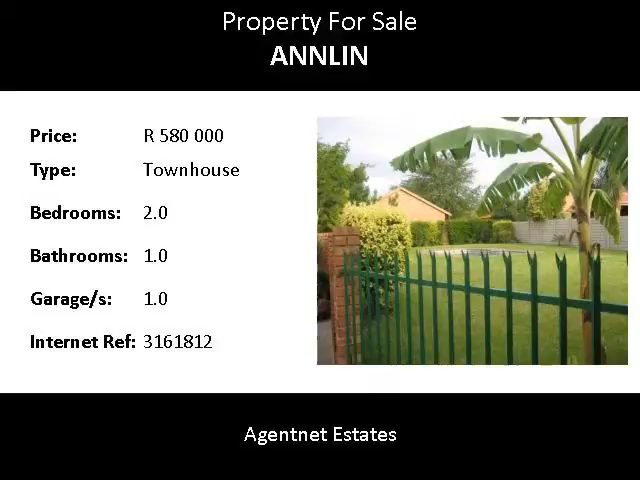 Property For Sale
ANNLIN
Price: R 580 000
Type: Townhouse
Bedrooms: 2.0
Bathrooms: 1.0
Garage/s: 1.0
Internet Ref: 3161812
Agentnet Estates